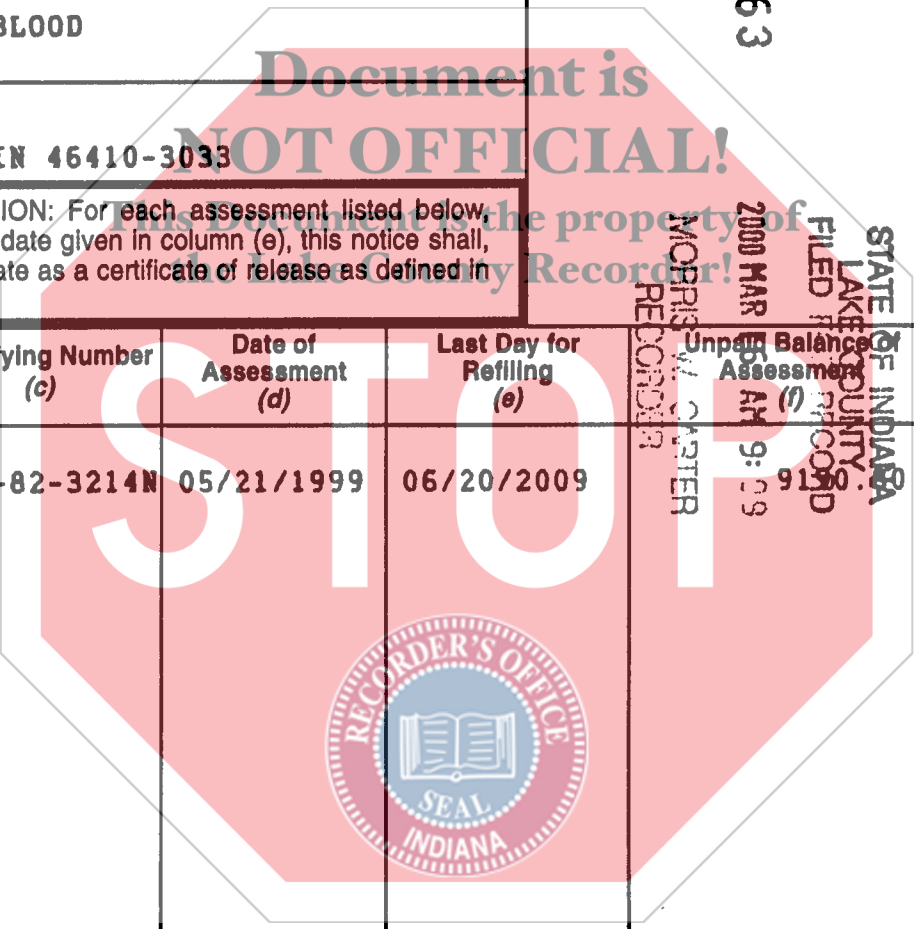 BLOOD
63
Document is
NOT OFFICIAL!
This Document is the property of
the Lake County Recorder!
IN 46410-3033
ION: For each assessment listed below,
date given in column (e), this notice shall,
ate as a certificate of release as defined in
STATE OF INDIANA
LAKE COUNTY
FILED RECORD
2000 MAR AM 9:
MORRIS W. CARTER
RECORDER
ying Number
(c)
Date of
Assessment
(d)
Last Day for
Refiling
(e)
Unpaid Balance of
Assessment
(f)
-82-3214N
05/21/1999
06/20/2009
STOP
RECORDER'S OFFICE
SEAL
INDIANA